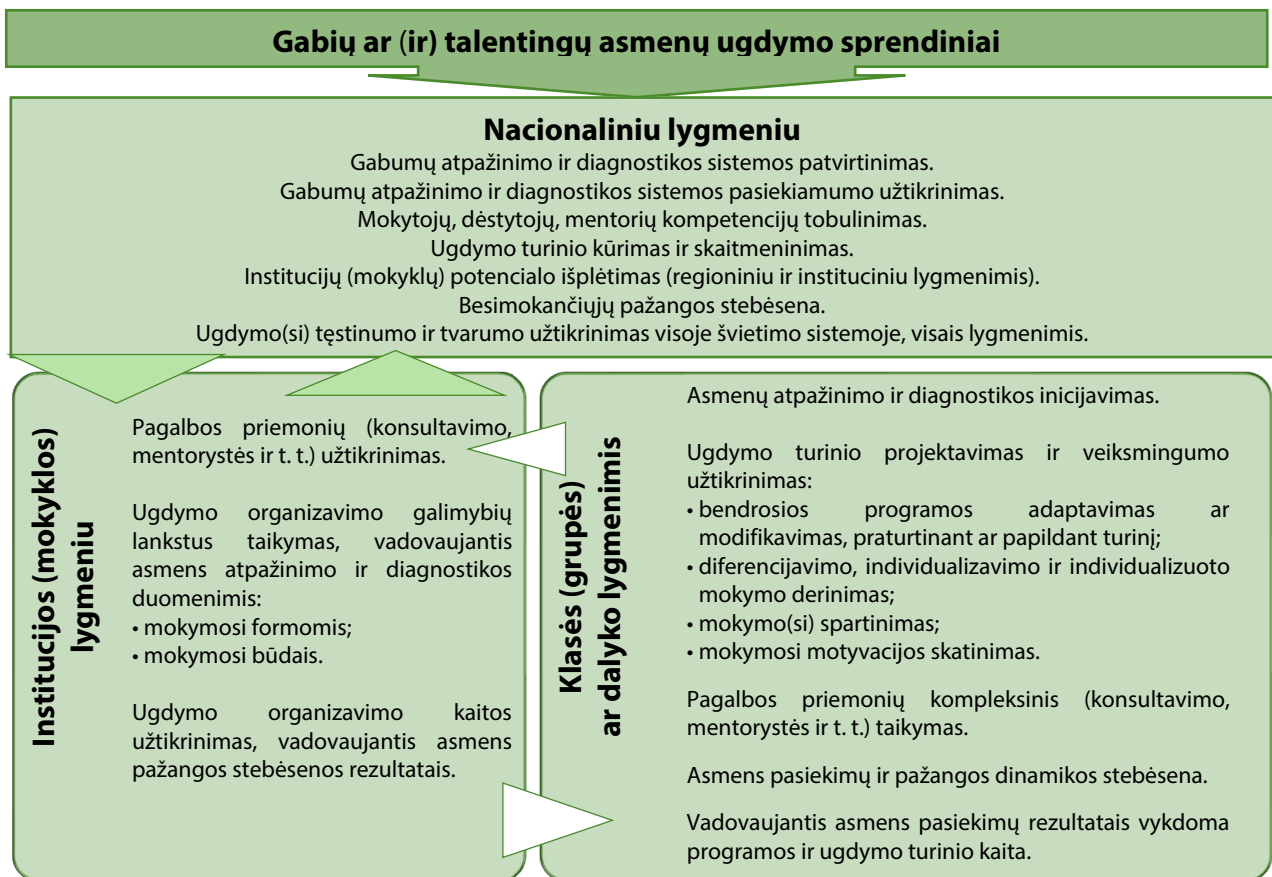 Gabių ar (ir) talentingų asmenų ugdymo sprendiniai
Nacionaliniu lygmeniu
Gabumų atpažinimo ir diagnostikos sistemos patvirtinimas.
Gabumų atpažinimo ir diagnostikos sistemos pasiekiamumo užtikrinimas.
Mokytojų, dėstytojų, mentorių kompetencijų tobulinimas.
Ugdymo turinio kūrimas ir skaitmeninimas.
Institucijų (mokyklų) potencialo išplėtimas (regioniniu ir instituciniu lygmenimis).
Besimokančiųjų pažangos stebėsena.
Ugdymo(si) tęstinumo ir tvarumo užtikrinimas visoje švietimo sistemoje, visais lygmenimis.
Institucijos (mokyklos)
lygmeniu
Pagalbos priemonių (konsultavimo,
mentorystės ir t. t.) užtikrinimas.
Ugdymo organizavimo galimybių
lankstus taikymas, vadovaujantis
asmens atpažinimo ir diagnostikos
duomenimis:
• mokymosi formomis;
• mokymosi būdais.
Ugdymo organizavimo kaitos
užtikrinimas, vadovaujantis asmens
pažangos stebėsenos rezultatais.
Klasės (grupės)
ar dalyko lygmenimis
Asmenų atpažinimo ir diagnostikos inicijavimas.
Ugdymo turinio projektavimas ir veiksmingumo
užtikrinimas:
• bendrosios programos adaptavimas ar
modifikavimas, praturtinant ar papildant turinį;
• diferencijavimo, individualizavimo ir individualizuoto
mokymo derinimas;
• mokymo(si) spartinimas;
• mokymosi motyvacijos skatinimas.
Pagalbos priemonių kompleksinis (konsultavimo,
mentorystės ir t. t.) taikymas.
Asmens pasiekimų ir pažangos dinamikos stebėsena.
Vadovaujantis asmens pasiekimų rezultatais vykdoma
programos ir ugdymo turinio kaita.